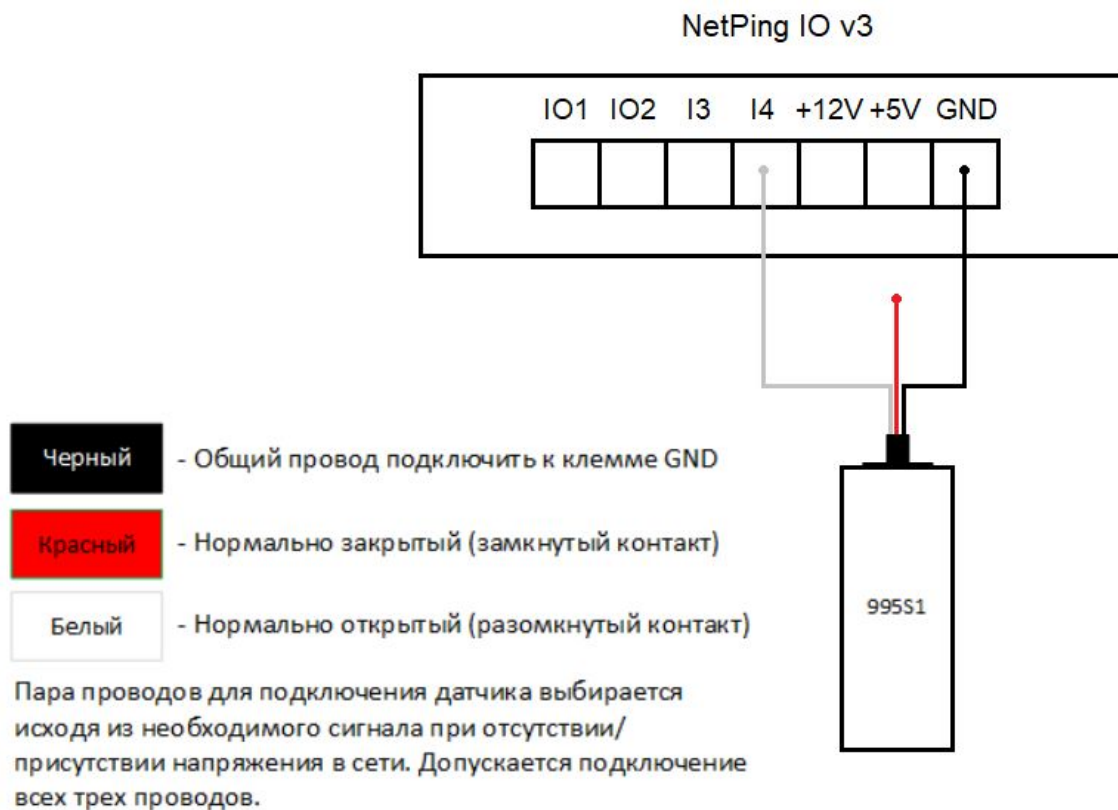 NetPing IO v3
IO1 IO2 I3 I4 +12V +5V GND
Черный - Общий провод подключить к клемме GND
Красный - Нормально закрытый (замкнутый контакт)
995S1
Белый - Нормально открытый (разомкнутый контакт)
Пара проводов для подключения датчика выбирается
исходя из необходимого сигнала при отсутствии/
присутствии напряжения в сети. Допускается подключение
всех трех проводов.